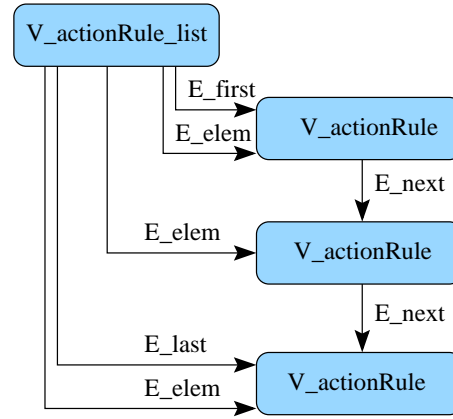 V_actionRule_list
E_first
V_actionRule
E_elem
E_next
E_elem
V_actionRule
E_next
E_last
V_actionRule
E_elem